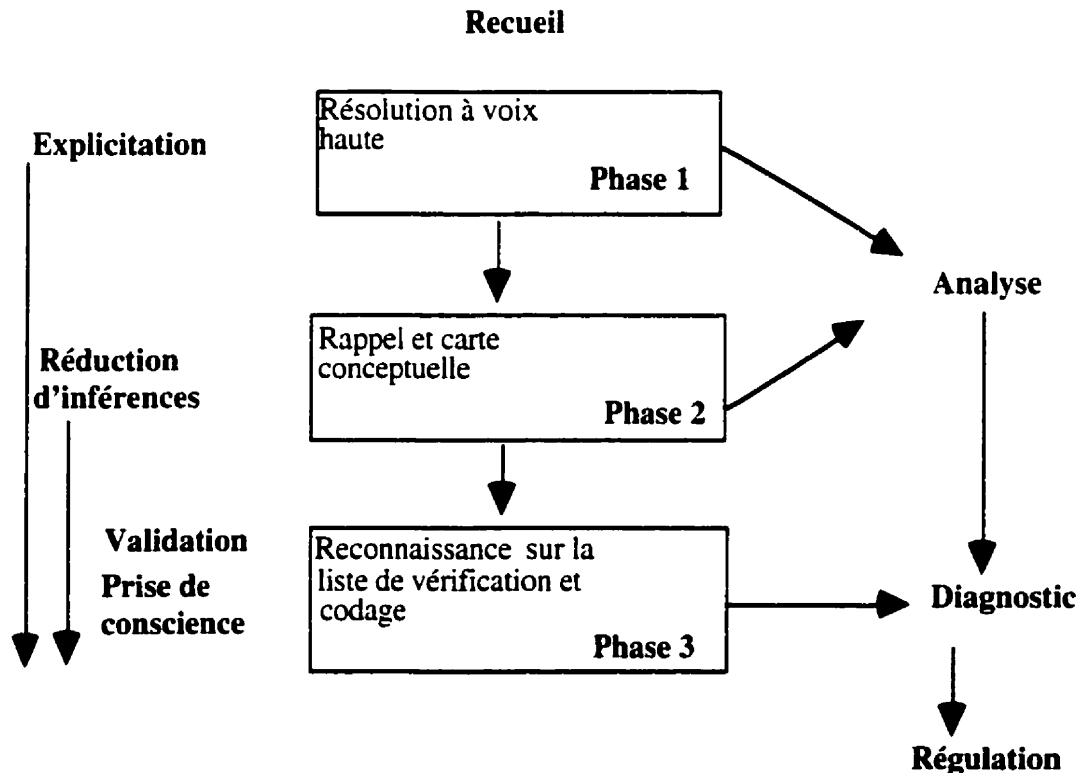 Recueil
Explicitation
Résolution à voix
haute
Phase 1
Analyse
Réduction
d'inférences
Rappel et carte
conceptuelle
Phase 2
Validation
Prise de
conscience
Reconnaissance sur la
liste de vérification et
codage
Phase 3
Diagnostic
Régulation